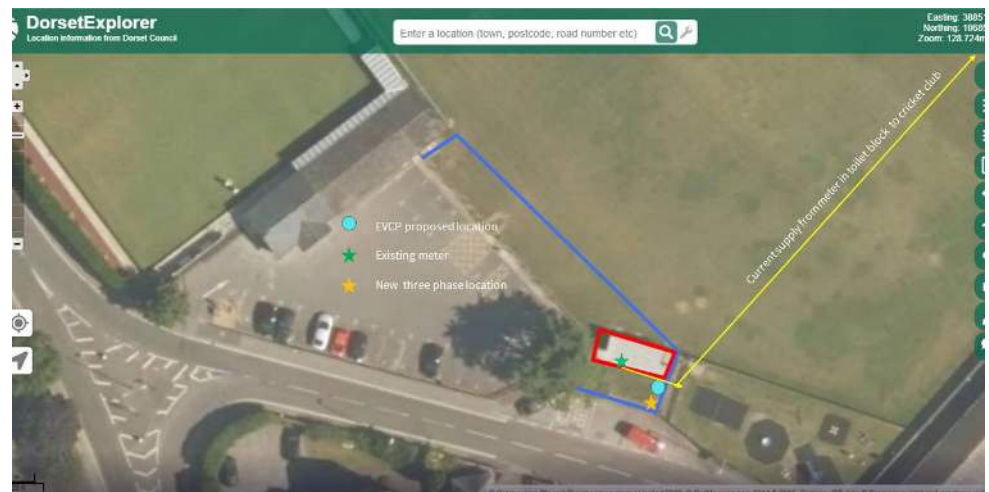 DorsetExplorer
Location information from Dorset Council
Enter a location (town, postcode, road number etc)
Easting: 38851
Northing: 10685
Zoom: 128.724m
Current supply from meter in toilet block to cricket club
EVCP proposed location
Existing meter
New three phase location